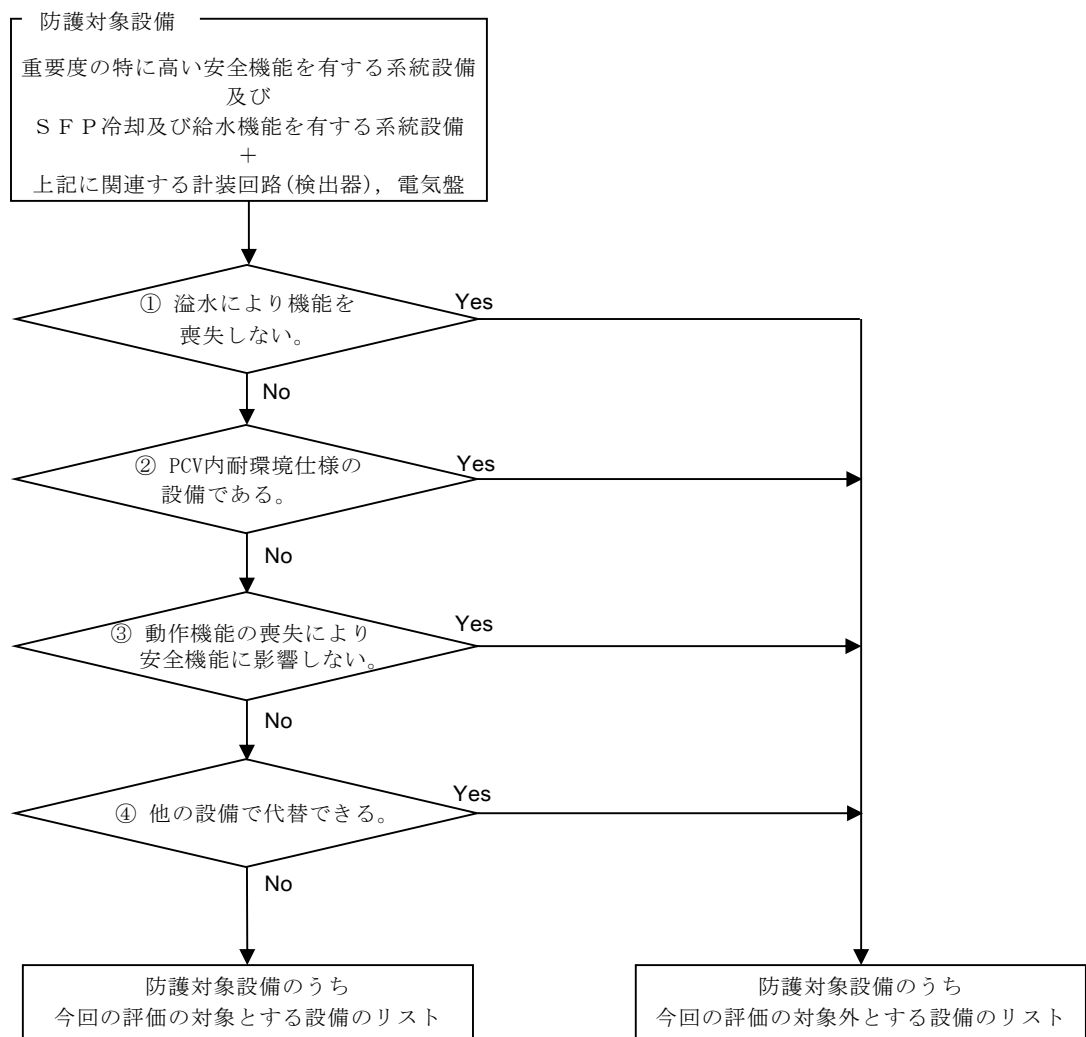 防護対象設備
重要度の特に高い安全機能を有する系統設備
及び
ＳＦＰ冷却及び給水機能を有する系統設備
＋
上記に関連する計装回路(検出器)，電気盤
① 溢水により機能を
喪失しない。
Yes
No
② PCV内耐環境仕様の
設備である。
Yes
No
③ 動作機能の喪失により
安全機能に影響しない。
Yes
No
④ 他の設備で代替できる。
Yes
No
防護対象設備のうち
今回の評価の対象とする設備のリスト
防護対象設備のうち
今回の評価の対象外とする設備のリスト